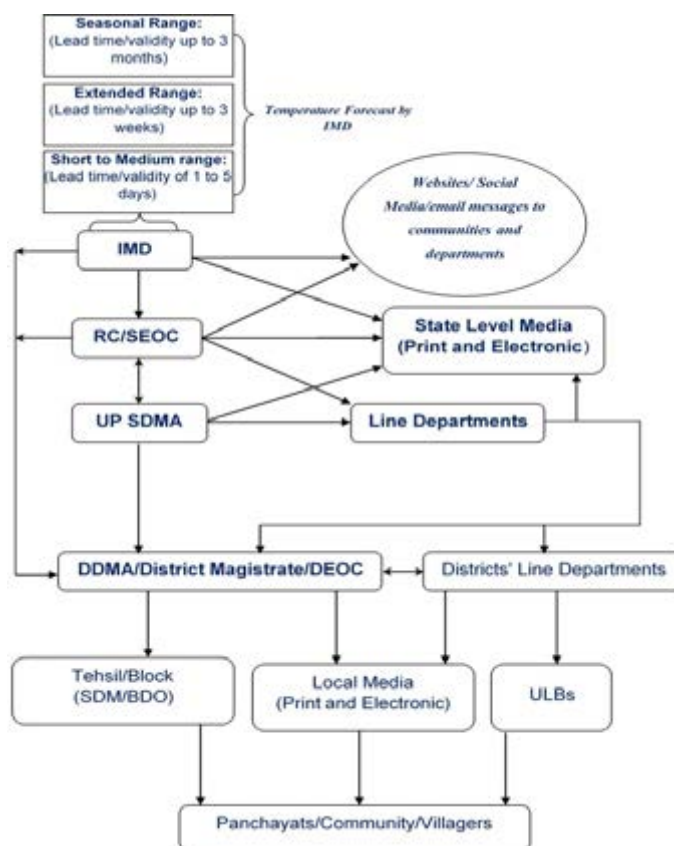 Seasonal Range:
(Lead time/validity up to 3
months)
Extended Range:
(Lead time/validity up to 3
weeks)
Temperature Forecast by
IMD
Short to Medium range:
(Lead time/validity of 1 to 5
days)
Websites/ Social
Media/email messages to
communities and
departments
IMD
RC/SEOC
State Level Media
(Print and Electronic)
UP SDMA
Line Departments
DDMA/District Magistrate/DEOC
Districts' Line Departments
Tehsil/Block
(SDM/BDO)
Local Media
(Print and Electronic)
ULBs
Panchayats/Community/Villagers